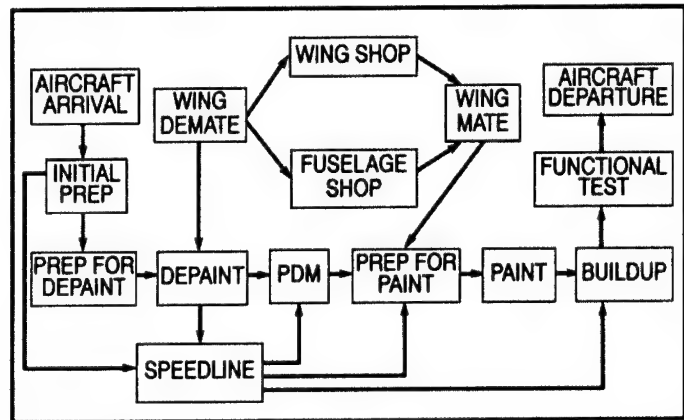 AIRCRAFT
ARRIVAL
WING
DEMATE
WING SHOP
WING
MATE
AIRCRAFT
DEPARTURE
INITIAL
PREP
FUSELAGE
SHOP
FUNCTIONAL
TEST
PREP FOR
DEPAINT
DEPAINT
PDM
PREP FOR
PAINT
PAINT
BUILDUP
SPEEDLINE